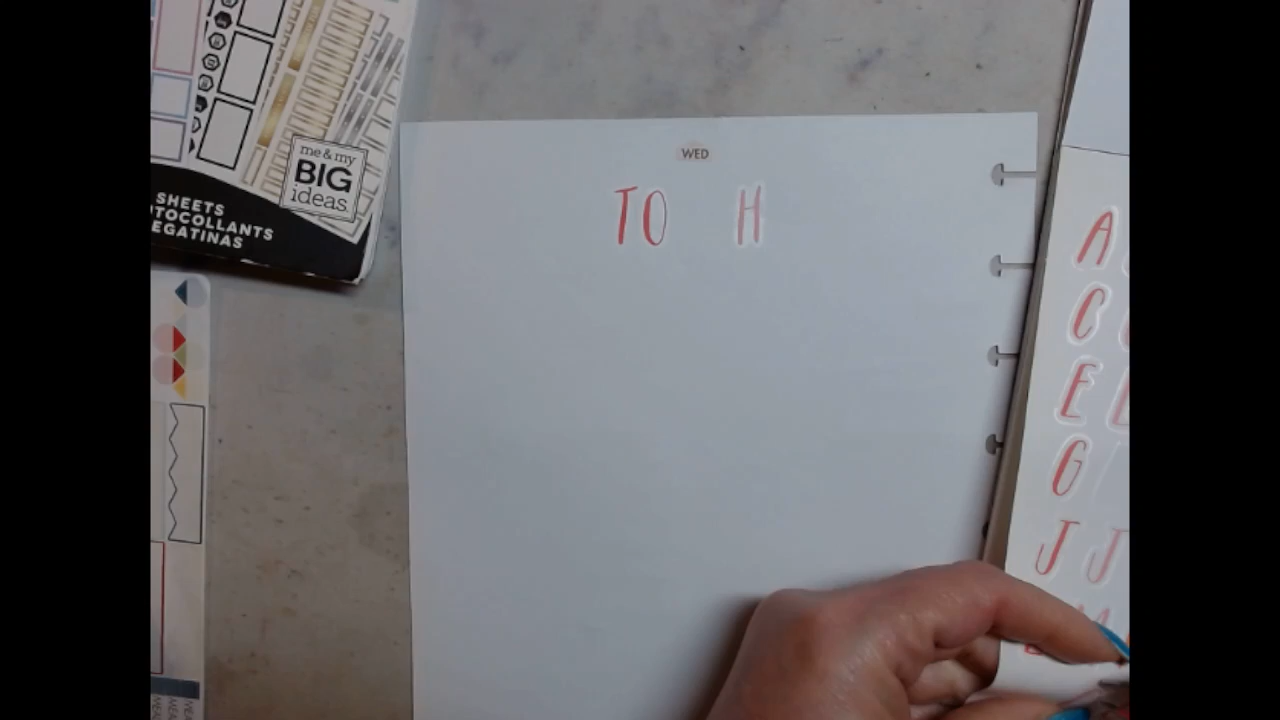 me & my
BIG
ideas
SHEETS
TOCOLLANTS
EGATINAS
WED
TO H
A
C
E
G
J J